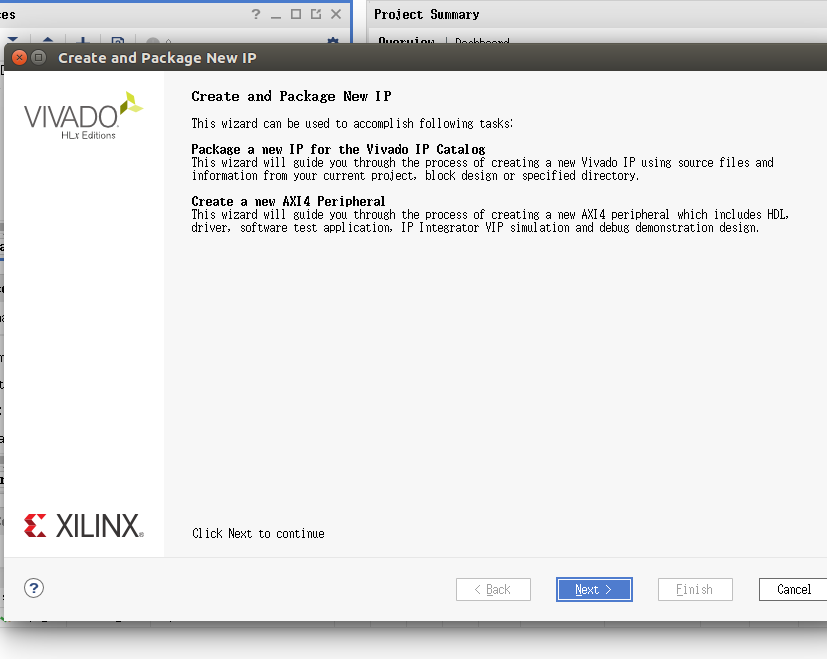 Project Summary
Overview | Dashboard
Create and Package New IP
VIVADO
HLx Editions
Create and Package New IP
This wizard can be used to accomplish following tasks:
Package a new IP for the Vivado IP Catalog
This wizard will guide you through the process of creating a new Vivado IP using source files and
information from your current project, block design or specified directory.
Create a new AXI4 Peripheral
This wizard will guide you through the process of creating a new AXI4 peripheral which includes HDL,
driver, software test application, IP Integrator VIP simulation and debug demonstration design.
XILINX
Click Next to continue
?
< Back
Next >
Finish
Cancel